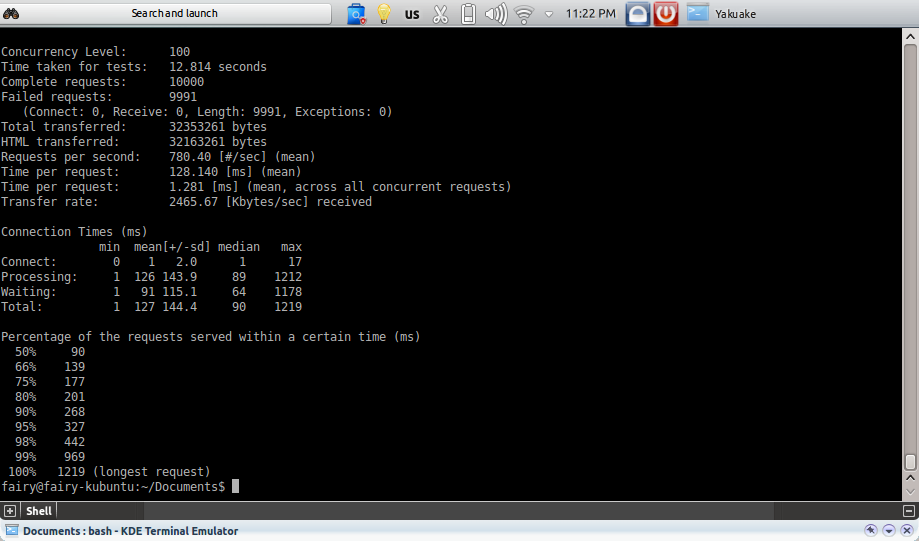 Search and launch us 11:22 PM Yakuake
Concurrency Level:      100
Time taken for tests:   12.814 seconds
Complete requests:      10000
Failed requests:        9991
   (Connect: 0, Receive: 0, Length: 9991, Exceptions: 0)
Total transferred:      32353261 bytes
HTML transferred:       32163261 bytes
Requests per second:    780.40 [#/sec] (mean)
Time per request:       128.140 [ms] (mean)
Time per request:       1.281 [ms] (mean, across all concurrent requests)
Transfer rate:          2465.67 [Kbytes/sec] received
Connection Times (ms)
              min  mean[+/-sd] median   max
Connect:        0    1   2.0      1      17
Processing:     1  126 143.9     89    1212
Waiting:        1   91 115.1     64    1178
Total:          1  127 144.4     90    1219
Percentage of the requests served within a certain time (ms)
  50%     90
  66%    139
  75%    177
  80%    201
  90%    268
  95%    327
  98%    442
  99%    969
 100%   1219 (longest request)
fairy@fairy-kubuntu:~/Documents$
Shell
Documents : bash - KDE Terminal Emulator